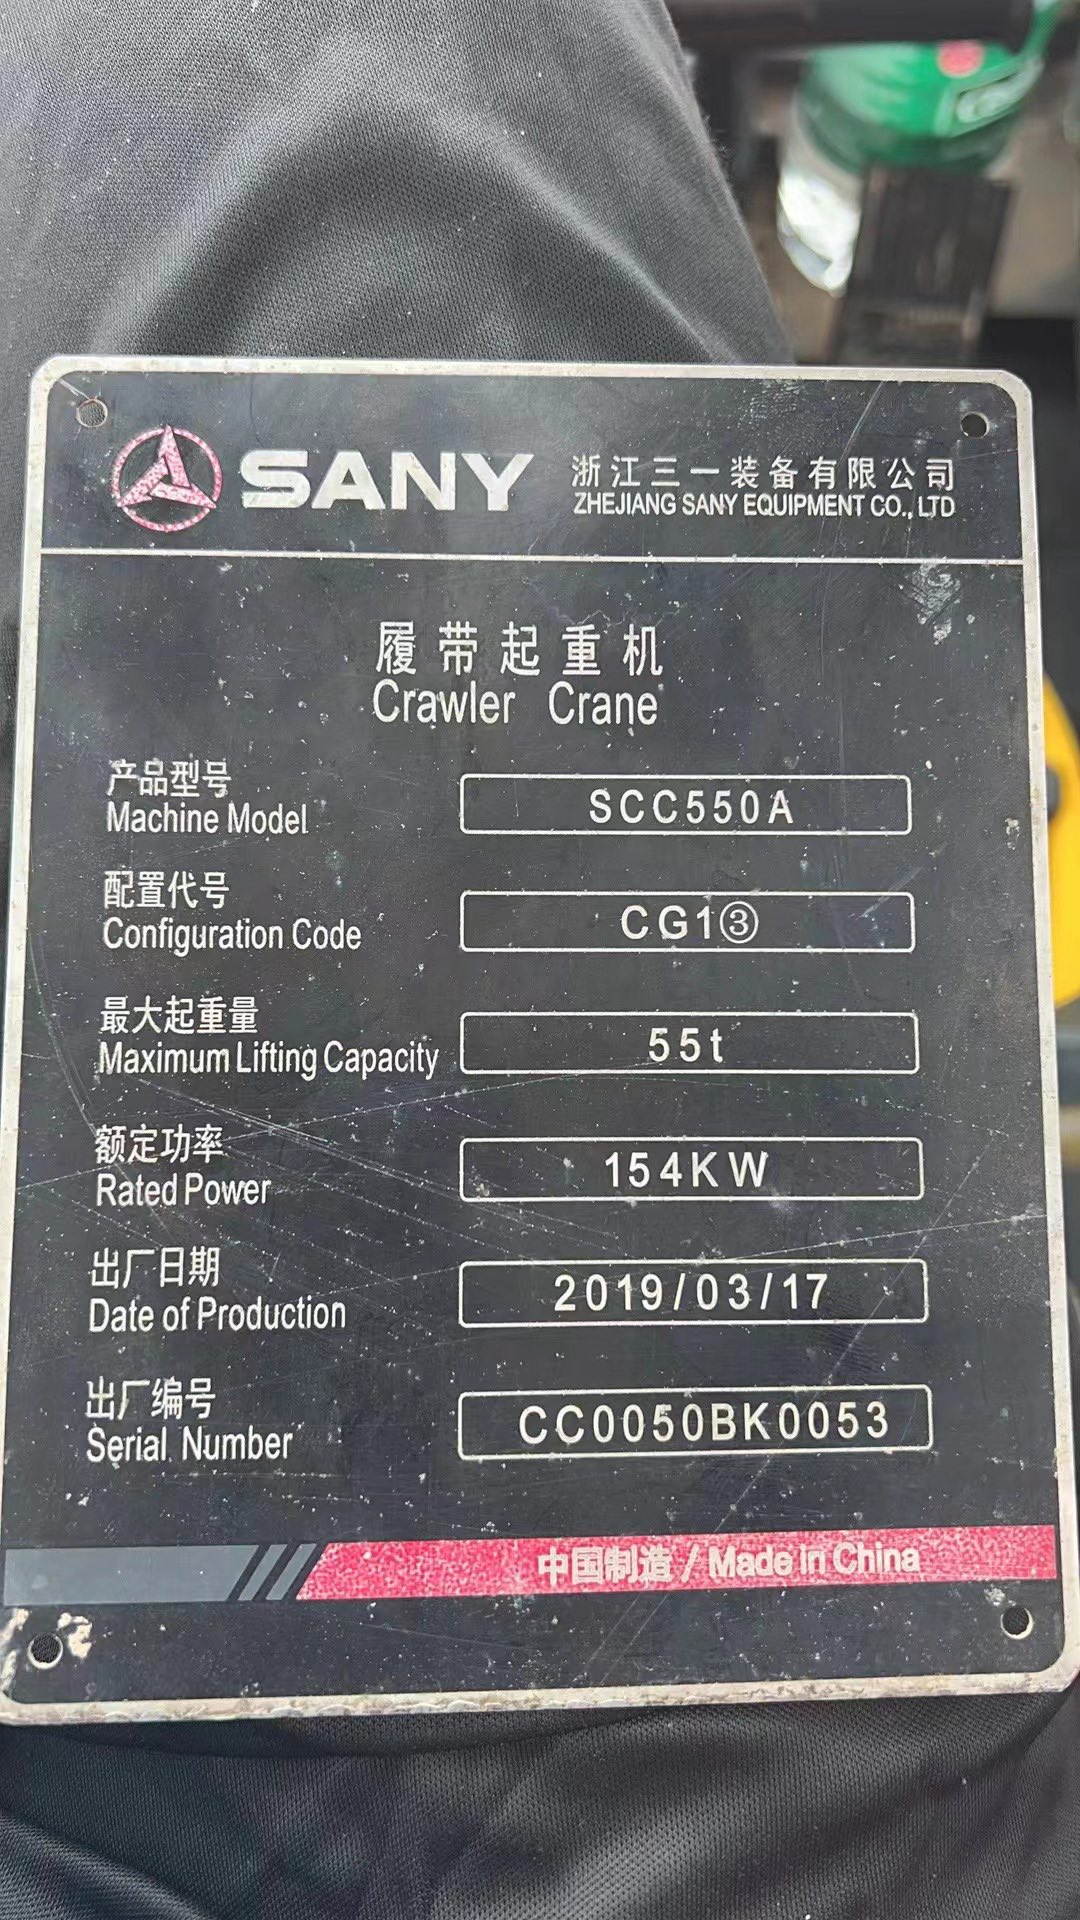 SANY
浙江三一装备有限公司
ZHEJIANG SANY EQUIPMENT CO., LTD
履带起重机
Crawler Crane
产品型号
Machine Model
SCC550A
配置代号
Configuration Code
CG1③
最大起重量
Maximum Lifting Capacity
55t
额定功率
Rated Power
154KW
出厂日期
Date of Production
2019/03/17
出厂编号
Serial Number
CC0050BK0053
中国制造 / Made in China